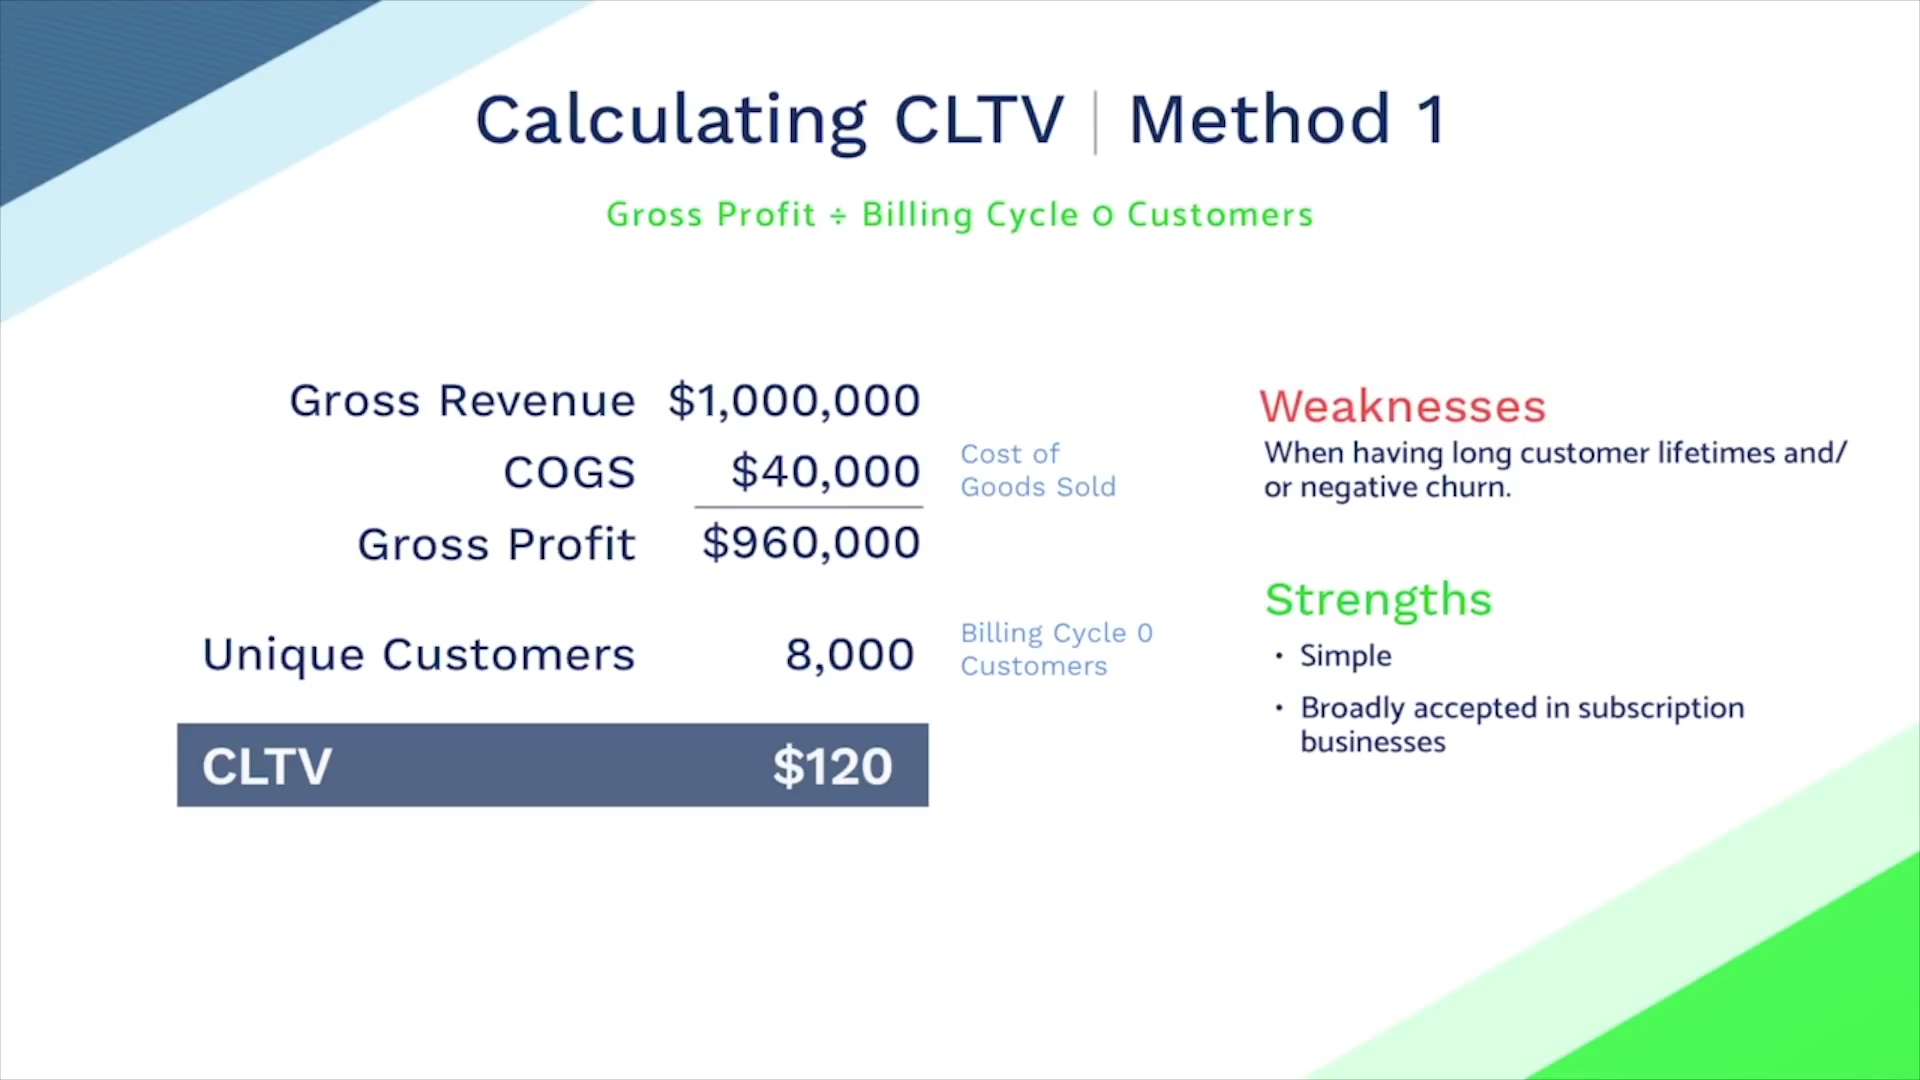 Calculating CLTV | Method 1
Gross Profit ÷ Billing Cycle 0 Customers
Gross Revenue $1,000,000
COGS $40,000
Cost of
Goods Sold
Gross Profit $960,000
Unique Customers 8,000
Billing Cycle 0
Customers
CLTV $120
Weaknesses
When having long customer lifetimes and/
or negative churn.
Strengths
• Simple
• Broadly accepted in subscription
businesses